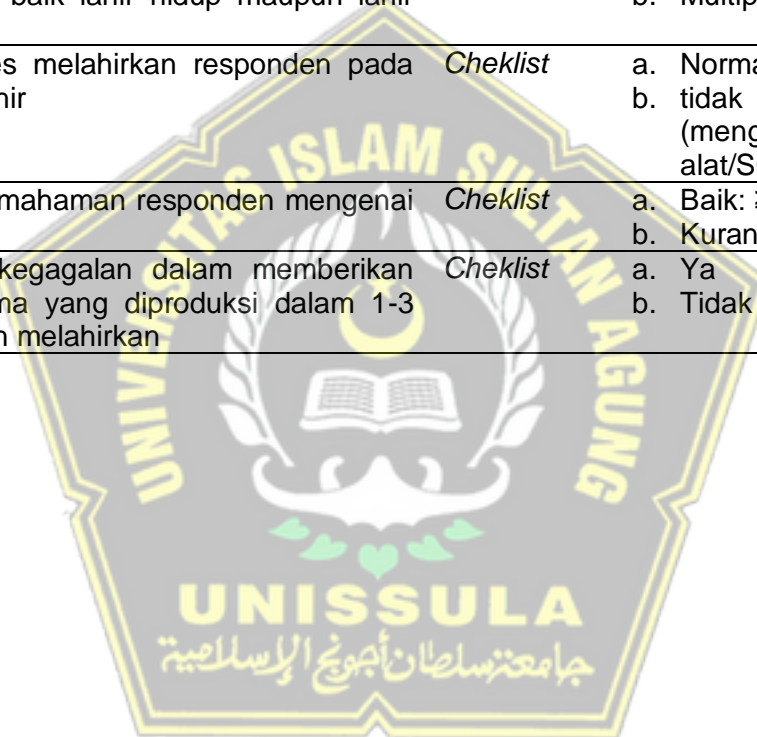 baik lahir hidup maupun lahir b. Multip
es melahirkan responden pada Cheklist a. Norma
hir b. tidak
(meng
alat/S
mahaman responden mengenai Cheklist a. Baik:
b. Kuran
kegagalan dalam memberikan Cheklist a. Ya
ma yang diproduksi dalam 1-3 b. Tidak
n melahirkan
UNIVERSITAS ISLAM SULTAN AGUNG
UNISSULA
جامعة سلطان أجونج الإسلامية